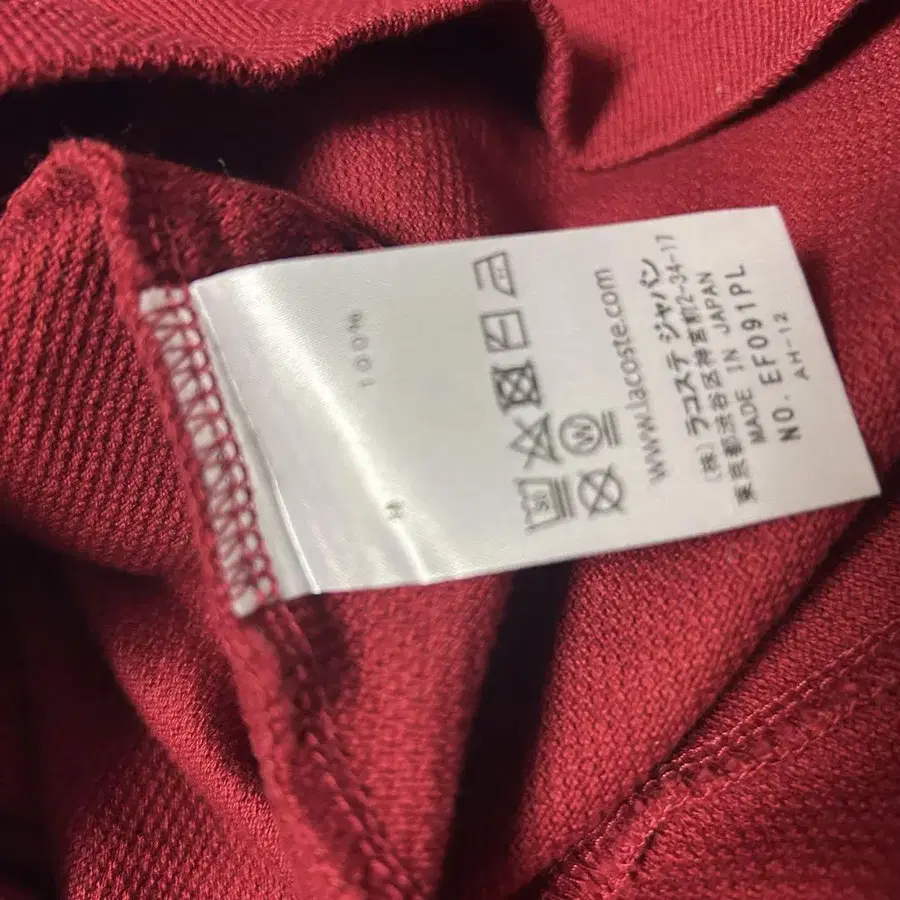 100%
www.lacoste.com
(株) ラコステ ジャパン
東京都渋谷区神宮前2-34-17
MADE IN JAPAN
NO. EF091PL
AH-12